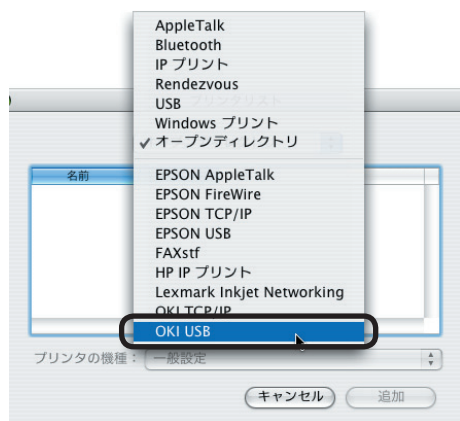 AppleTalk
Bluetooth
IP プリント
Rendezvous
USB
Windows プリント
✓ オープンディレクトリ
EPSON AppleTalk
EPSON FireWire
EPSON TCP/IP
EPSON USB
FAXstf
HP IP プリント
Lexmark Inkjet Networking
OKI TCP/IP
OKI USB
名前
プリンタの機種： 一般設定
キャンセル 追加